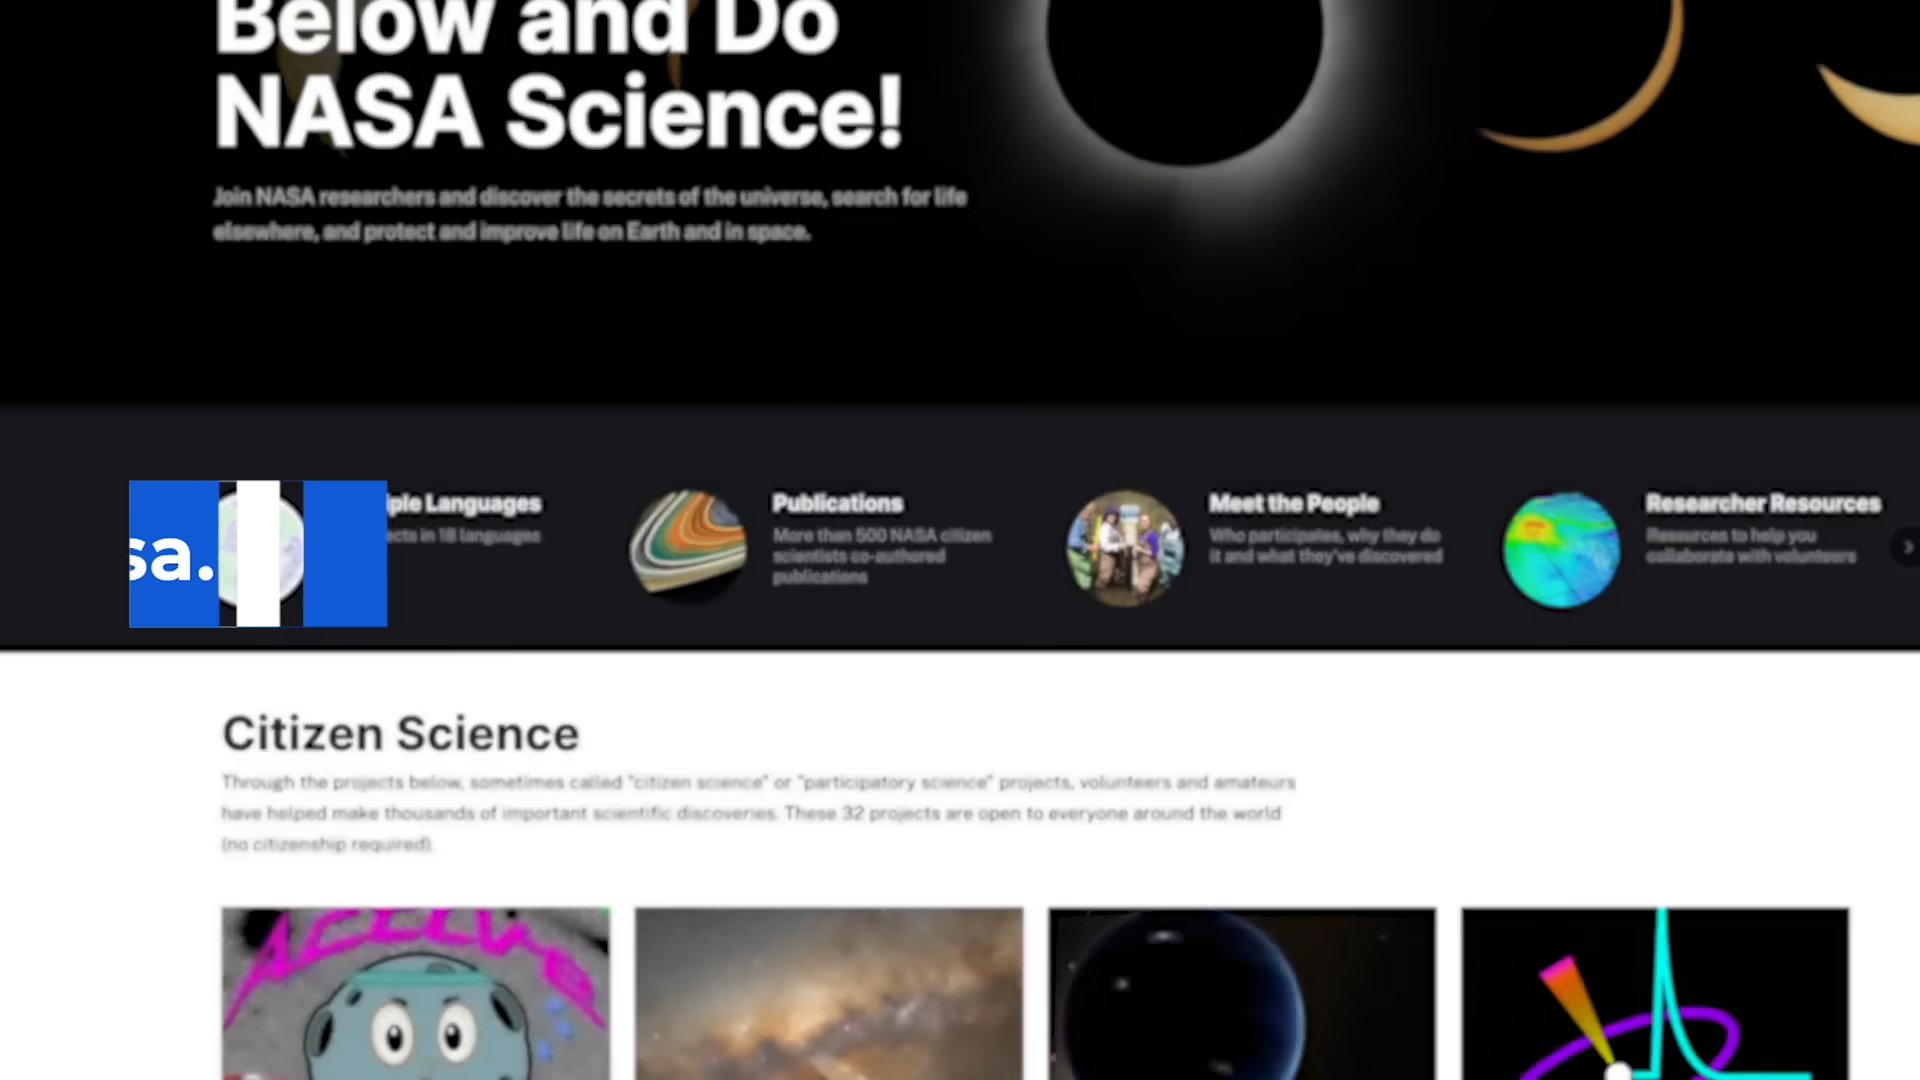 Below and Do
NASA Science!
Join NASA researchers and discover the secrets of the universe, search for life
elsewhere, and protect and improve life on Earth and in space.
sa.
iple Languages
ects in 18 languages
Publications
More than 500 NASA citizen
scientists co-authored
publications
Meet the People
Who participates, why they do
it and what they've discovered
Researcher Resources
Resources to help you
collaborate with volunteers
Citizen Science
Through the projects below, sometimes called "citizen science" or "participatory science" projects, volunteers and amateurs
have helped make thousands of important scientific discoveries. These 32 projects are open to everyone around the world
(no citizenship required).